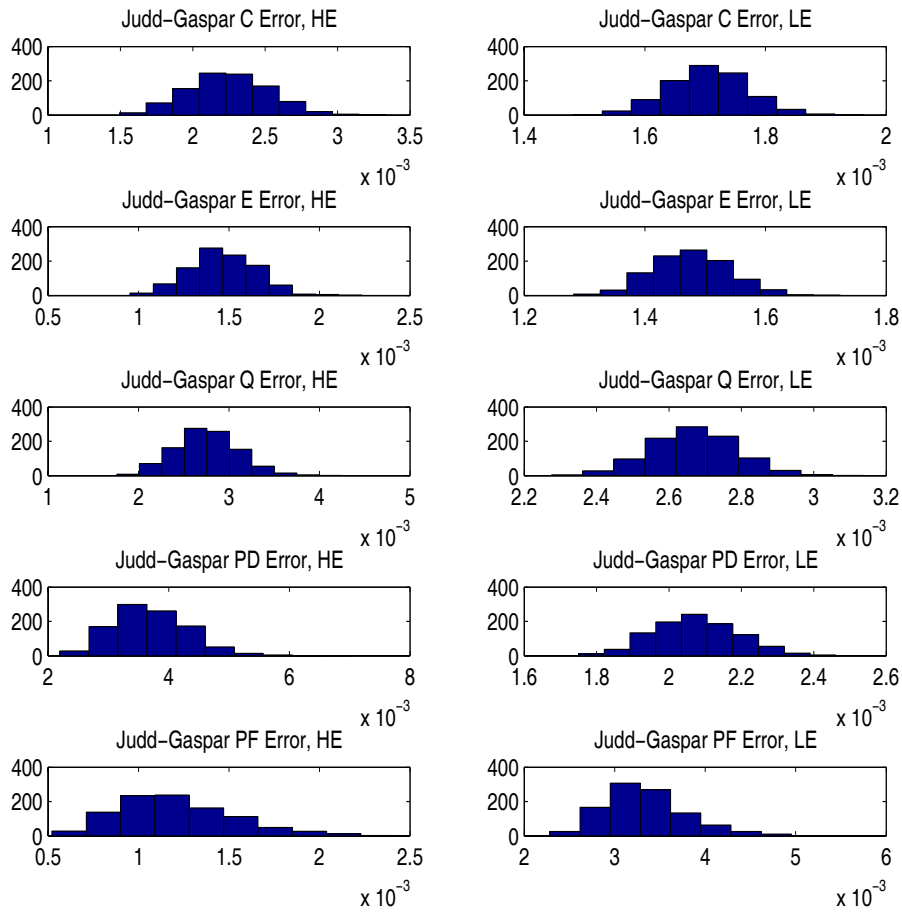 Judd−Gaspar C Error, HE
400
200
0
1 1.5 2 2.5 3 3.5
x 10⁻³
Judd−Gaspar C Error, LE
400
200
0
1.4 1.6 1.8 2
x 10⁻³
Judd−Gaspar E Error, HE
400
200
0
0.5 1 1.5 2 2.5
x 10⁻³
Judd−Gaspar E Error, LE
400
200
0
1.2 1.4 1.6 1.8
x 10⁻³
Judd−Gaspar Q Error, HE
400
200
0
1 2 3 4 5
x 10⁻³
Judd−Gaspar Q Error, LE
400
200
0
2.2 2.4 2.6 2.8 3 3.2
x 10⁻³
Judd−Gaspar PD Error, HE
400
200
0
2 4 6 8
x 10⁻³
Judd−Gaspar PD Error, LE
400
200
0
1.6 1.8 2 2.2 2.4 2.6
x 10⁻³
Judd−Gaspar PF Error, HE
400
200
0
0.5 1 1.5 2 2.5
x 10⁻³
Judd−Gaspar PF Error, LE
400
200
0
2 3 4 5 6
x 10⁻³